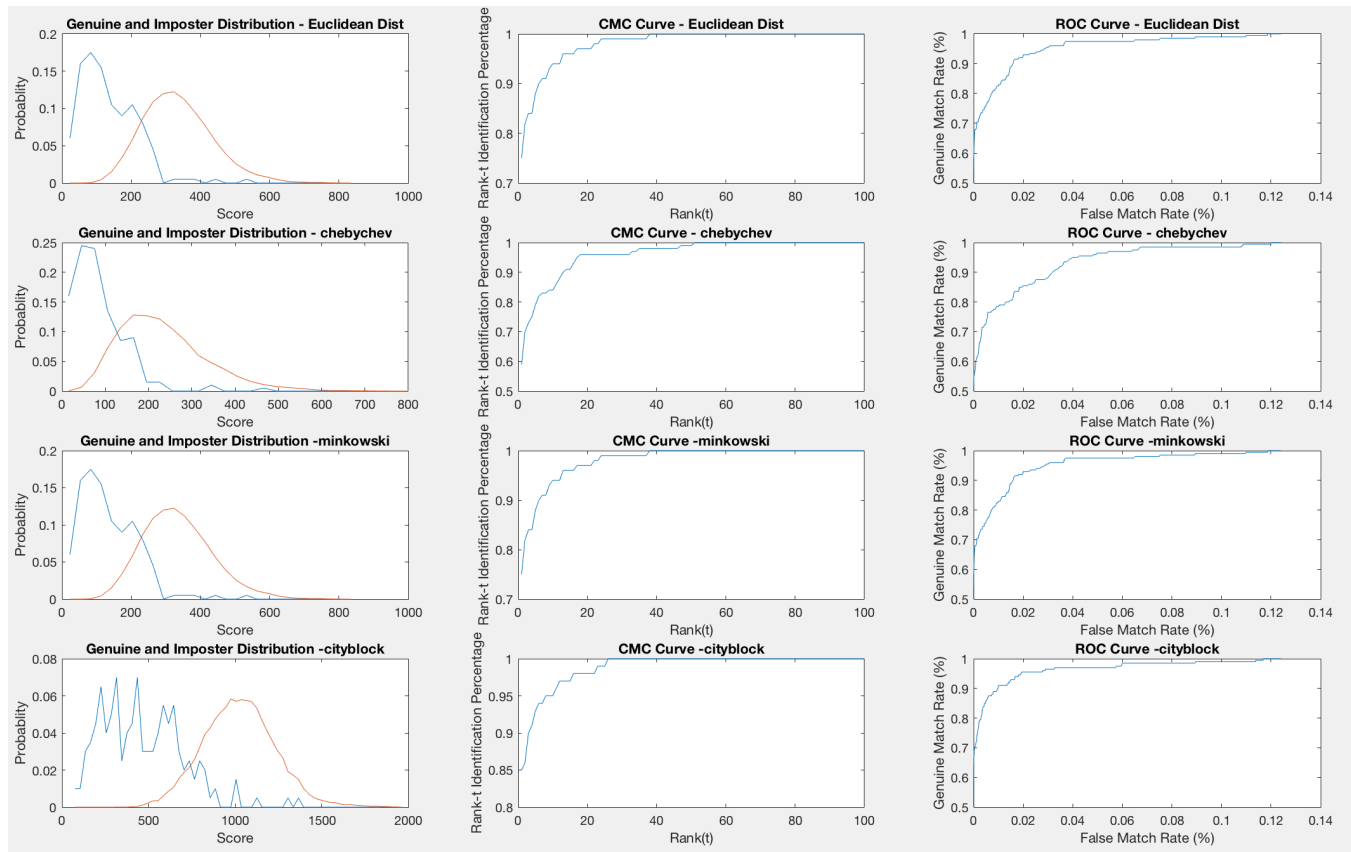 Genuine and Imposter Distribution - Euclidean Dist
0.2
0.15
0.1
0.05
0
Probablity
0 200 400 600 800 1000
Score
CMC Curve - Euclidean Dist
1
0.9
0.8
0.7
Rank-t Identification Percentage
0 20 40 60 80 100
Rank(t)
ROC Curve - Euclidean Dist
1
0.9
0.8
0.7
0.6
0.5
Genuine Match Rate (%)
0 0.02 0.04 0.06 0.08 0.1 0.12 0.14
False Match Rate (%)
Genuine and Imposter Distribution - chebychev
0.25
0.2
0.15
0.1
0.05
0
Probablity
0 100 200 300 400 500 600 700 800
Score
CMC Curve - chebychev
1
0.9
0.8
0.7
0.6
0.5
Rank-t Identification Percentage
0 20 40 60 80 100
Rank(t)
ROC Curve - chebychev
1
0.9
0.8
0.7
0.6
0.5
Genuine Match Rate (%)
0 0.02 0.04 0.06 0.08 0.1 0.12 0.14
False Match Rate (%)
Genuine and Imposter Distribution -minkowski
0.2
0.15
0.1
0.05
0
Probablity
0 200 400 600 800 1000
Score
CMC Curve -minkowski
1
0.9
0.8
0.7
Rank-t Identification Percentage
0 20 40 60 80 100
Rank(t)
ROC Curve -minkowski
1
0.9
0.8
0.7
0.6
0.5
Genuine Match Rate (%)
0 0.02 0.04 0.06 0.08 0.1 0.12 0.14
False Match Rate (%)
Genuine and Imposter Distribution -cityblock
0.08
0.06
0.04
0.02
0
Probablity
0 500 1000 1500 2000
Score
CMC Curve -cityblock
1
0.95
0.9
0.85
0.8
Rank-t Identification Percentage
0 20 40 60 80 100
Rank(t)
ROC Curve -cityblock
1
0.9
0.8
0.7
0.6
0.5
Genuine Match Rate (%)
0 0.02 0.04 0.06 0.08 0.1 0.12 0.14
False Match Rate (%)